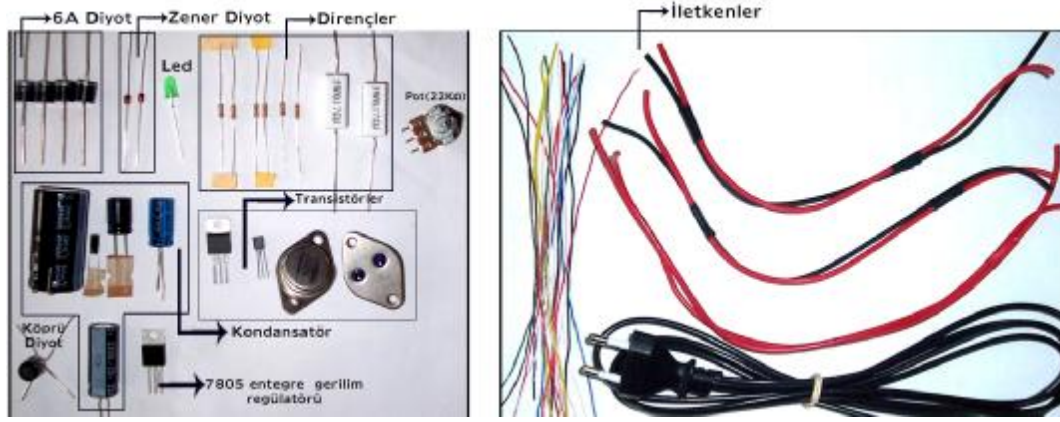 6A Diyot
Zener Diyot
Dirençler
İletkenler
Led
Pot(22KΩ)
Transistörler
Kondansatör
Köprü
Diyot
7805 entegre gerilim
regülatörü